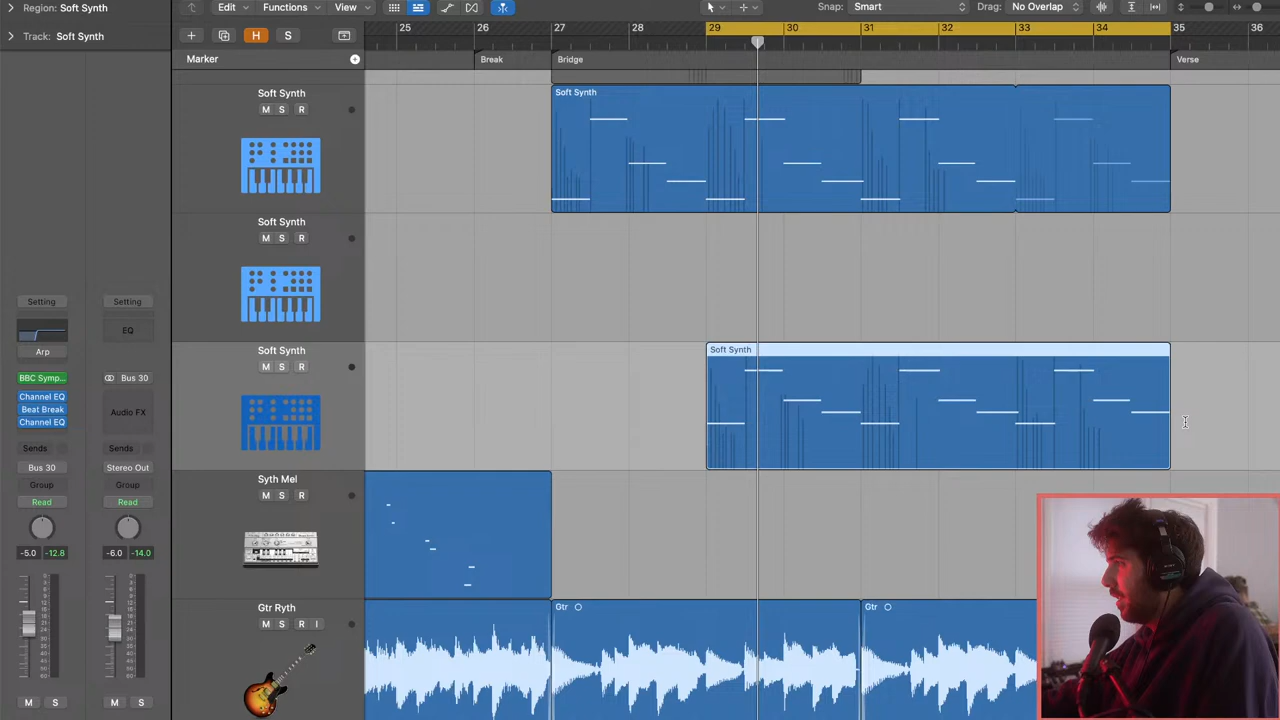 Region: Soft Synth
Edit
Functions
View
Snap: Smart
Drag: No Overlap
Track: Soft Synth
25 26 27 28 29 30 31 32 33 34 35 36
H S
Marker
Break
Bridge
Verse
Soft Synth
M S R
Soft Synth
Soft Synth
M S R
Soft Synth
M S R
Soft Synth
Setting
Setting
EQ
Arp
BBC Symp...
Bus 30
Channel EQ
Beat Break
Channel EQ
Audio FX
Sends
Sends
Bus 30
Stereo Out
Group
Group
Read
Read
-5.0 -12.8
-6.0 -14.0
M S
M S
Syth Mel
M S R
Gtr Ryth
M S R I
Gtr
Gtr